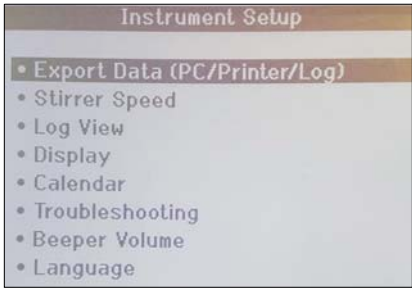 Instrument Setup
• Export Data (PC/Printer/Log)
• Stirrer Speed
• Log View
• Display
• Calendar
• Troubleshooting
• Beeper Volume
• Language